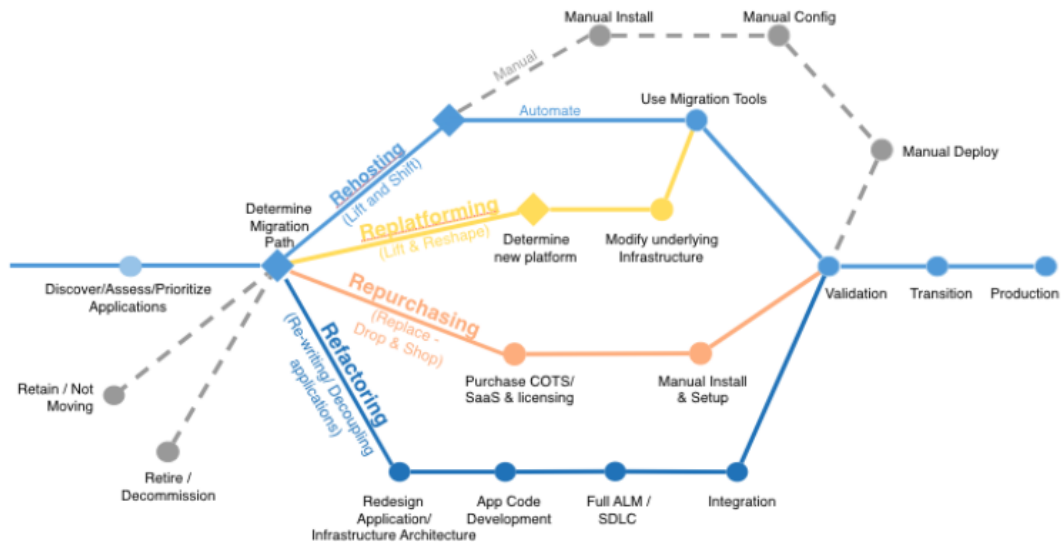 Manual Install
Manual Config
Manual
Use Migration Tools
Automate
Manual Deploy
Rehosting
(Lift and Shift)
Determine
Migration
Path
Replatforming
(Lift & Reshape)
Determine
new platform
Modify underlying
Infrastructure
Discover/Assess/Prioritize
Applications
Repurchasing
(Replace -
Drop & Shop)
Validation
Transition
Production
Refactoring
(Re-writing/ Decoupling
applications)
Purchase COTS/
SaaS & licensing
Manual Install
& Setup
Retain / Not
Moving
Retire /
Decommission
Redesign
Application/
Infrastructure Architecture
App Code
Development
Full ALM /
SDLC
Integration